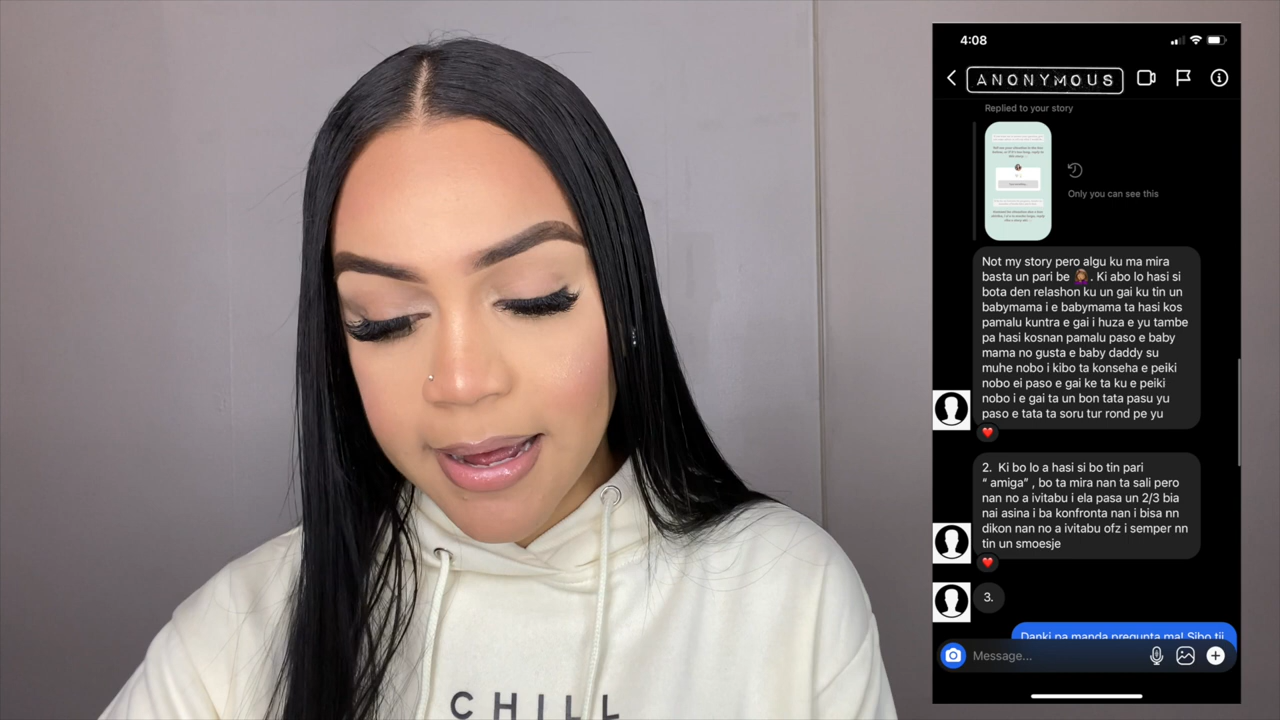 4:08
ANONYMOUS
Replied to your story
Only you can see this
Not my story pero algu ku ma mira
basta un pari be 🤦🏽‍♀️. Ki abo lo hasi si
bota den relashon ku un gai ku tin un
babymama i e babymama ta hasi kos
pamalu kuntra e gai i huza e yu tambe
pa hasi kosnan pamalu paso e baby
mama no gusta e baby daddy su
muhe nobo i kibo ta konseha e peiki
nobo ei paso e gai ke ta ku e peiki
nobo i e gai ta un bon tata pasu yu
paso e tata ta soru tur rond pe yu
2. Ki bo lo a hasi si bo tin pari
“ amiga” , bo ta mira nan ta sali pero
nan no a ivitabu i ela pasa un 2/3 bia
nai asina i ba konfronta nan i bisa nn
dikon nan no a ivitabu ofz i semper nn
tin un smoesje
3.
Danki pa manda pregunta ma! Sibo tii
Message...
CHILL